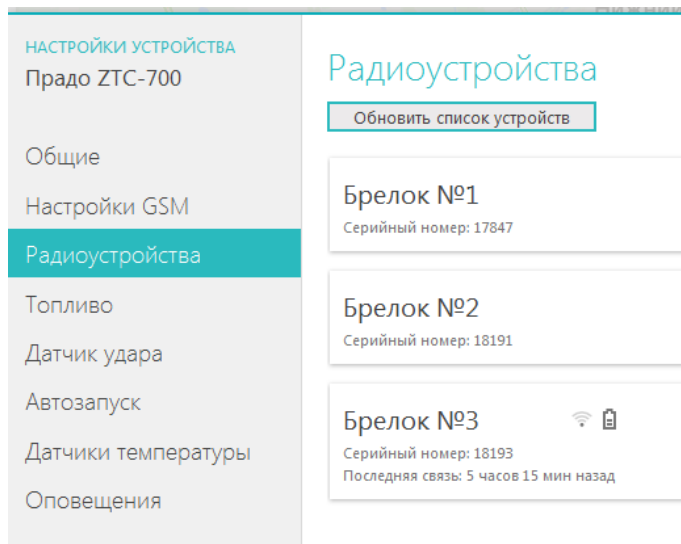 НАСТРОЙКИ УСТРОЙСТВА
Прадо ZTC-700
Общие
Настройки GSM
Радиоустройства
Топливо
Датчик удара
Автозапуск
Датчики температуры
Оповещения
Радиоустройства
Обновить список устройств
Брелок №1
Серийный номер: 17847
Брелок №2
Серийный номер: 18191
Брелок №3
Серийный номер: 18193
Последняя связь: 5 часов 15 мин назад